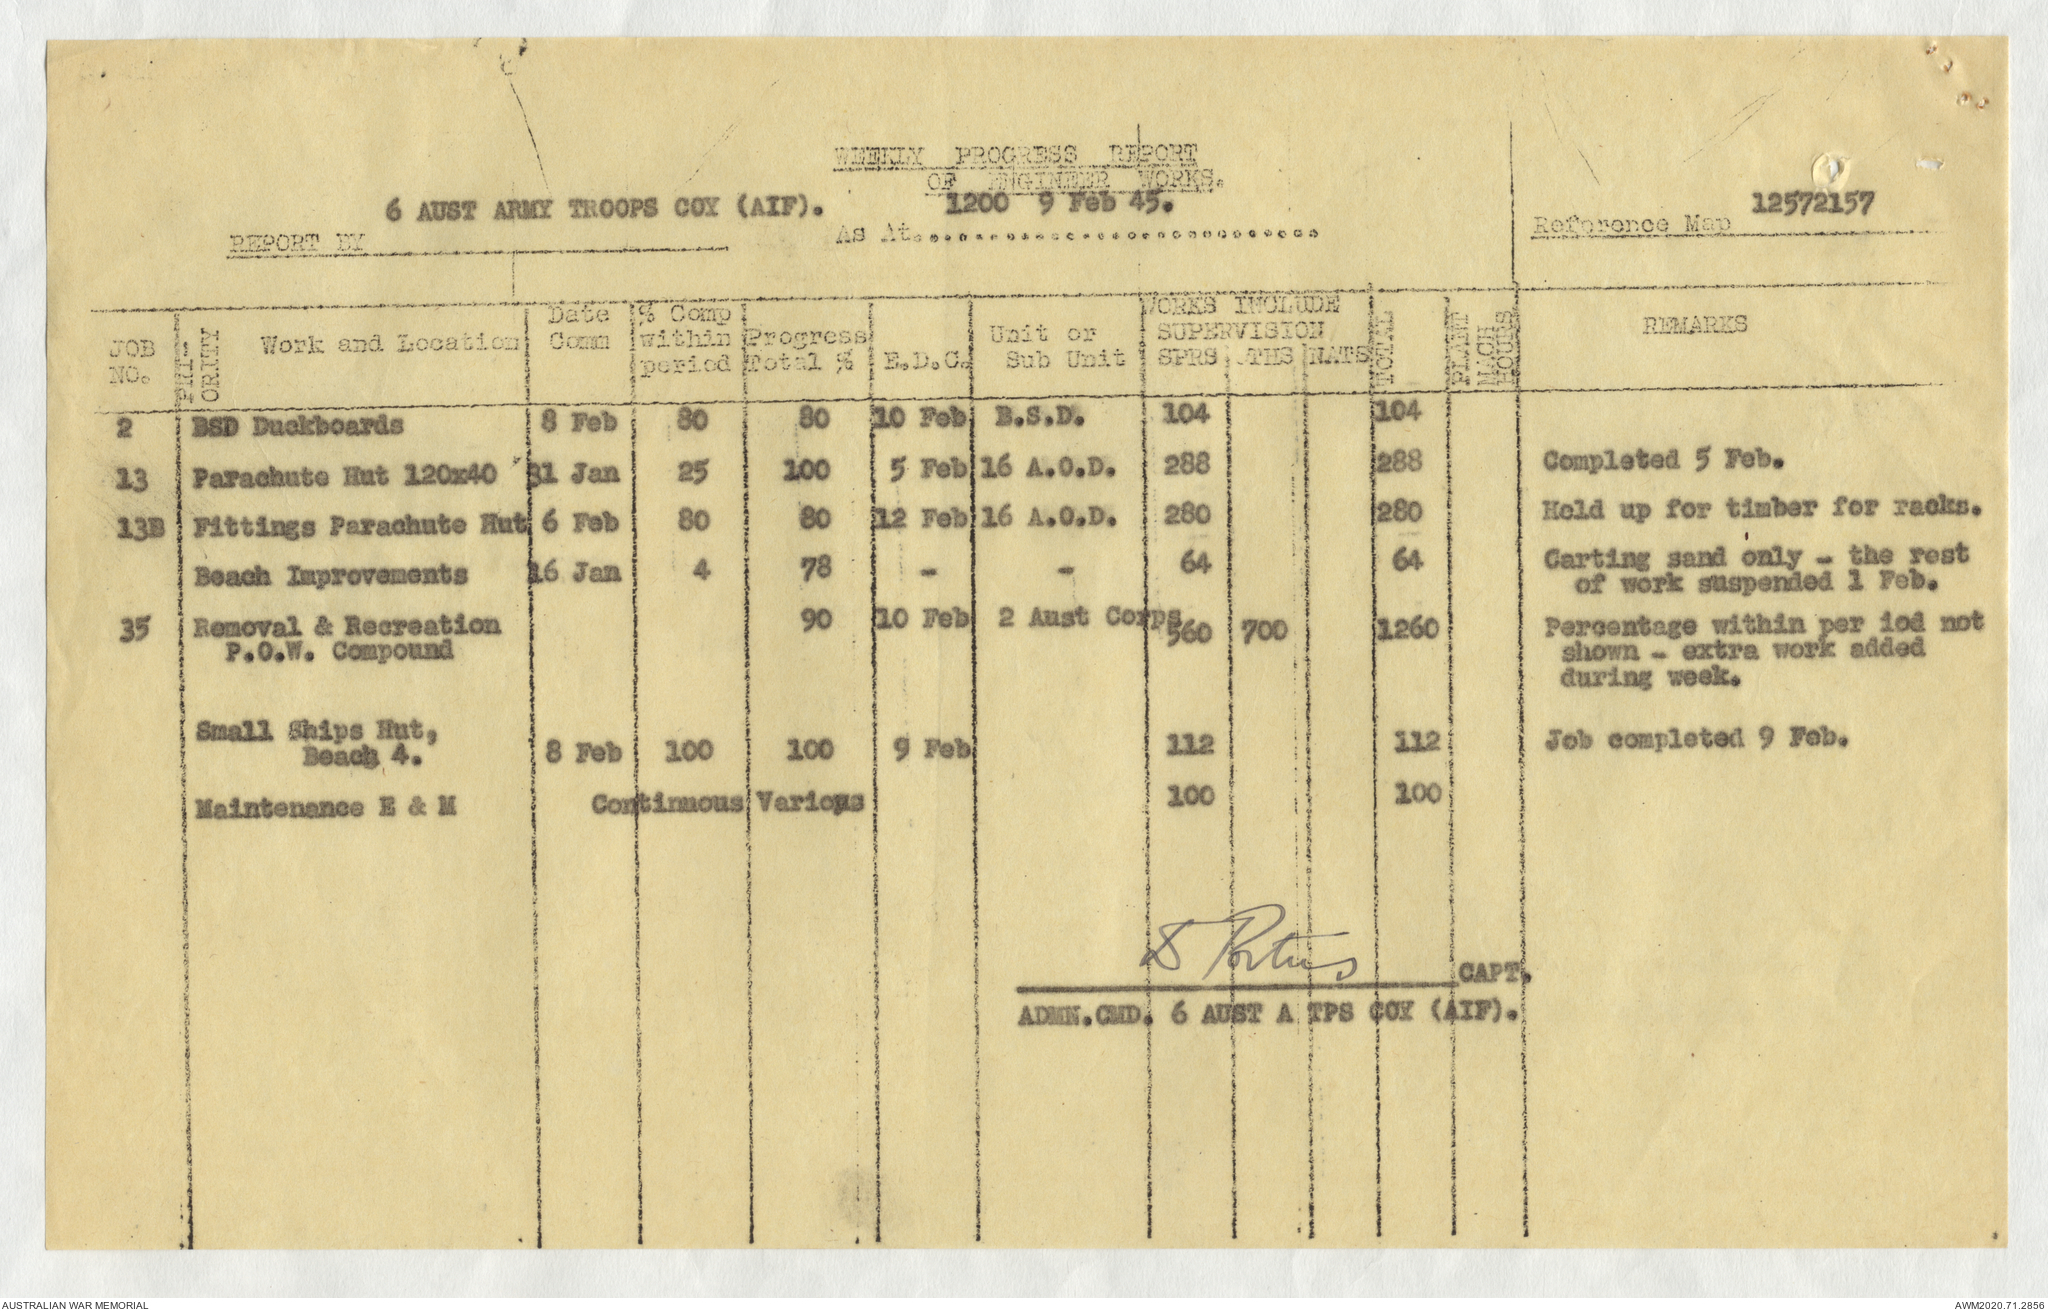 WEEKLY PROGRESS REPORT
OF ENGINEER WORKS.
6 AUST ARMY TROOPS COY (AIF). 1200 9 Feb 45. 12572157
REPORT BY As At.................................. Reference Map
JOB NO. PRI-ORITY Work and Location Date Comm % Comp within period Progress Total % E.D.C. Unit or Sub Unit WORKS INCLUDE SUPERVISION SPRS .THS NATS TOTAL PLANT MACH HOURS REMARKS
2 BSD Duckboards 8 Feb 80 80 10 Feb B.S.D. 104 104
13 Parachute Hut 120x40 31 Jan 25 100 5 Feb 16 A.O.D. 288 288 Completed 5 Feb.
13B Fittings Parachute Hut 6 Feb 80 80 12 Feb 16 A.O.D. 280 280 Hold up for timber for racks.
Beach Improvements 16 Jan 4 78 - - 64 64 Carting sand only - the rest
of work suspended 1 Feb.
35 Removal & Recreation 90 10 Feb 2 Aust Corps 560 700 1260 Percentage within per iod not
P.O.W. Compound shown - extra work added
during week.
Small Ships Hut,
Beach 4. 8 Feb 100 100 9 Feb 112 112 Job completed 9 Feb.
Maintenance E & M Continuous Various 100 100
D Portus CAPT.
ADMN.CMD. 6 AUST A TPS COY (AIF).
AUSTRALIAN WAR MEMORIAL AWM2020.71.2856